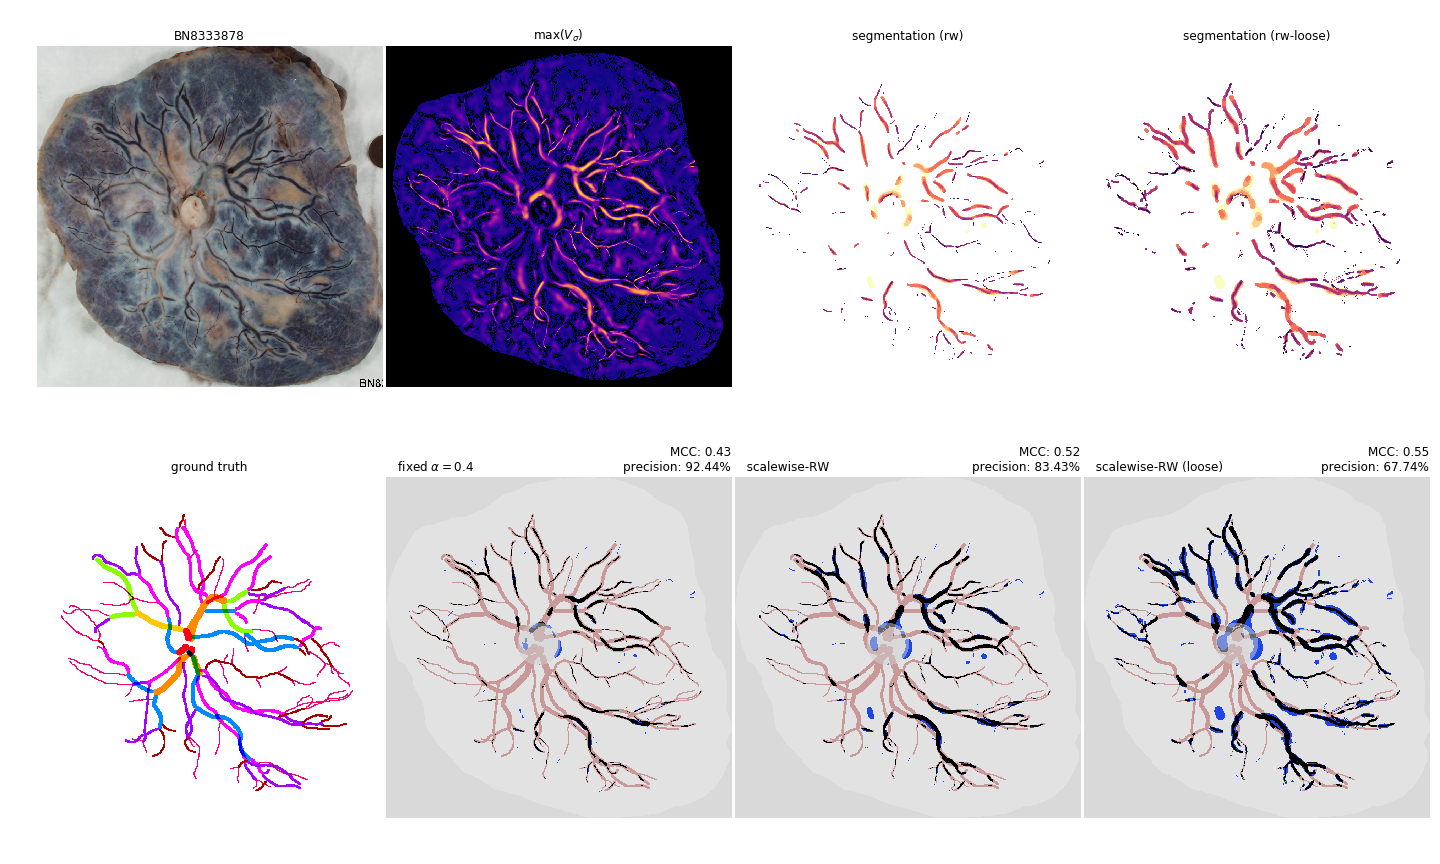 BN8333878
max(V_σ)
segmentation (rw)
segmentation (rw-loose)
BN8
ground truth
fixed α = 0.4
MCC: 0.43
precision: 92.44%
scalewise-RW
MCC: 0.52
precision: 83.43%
scalewise-RW (loose)
MCC: 0.55
precision: 67.74%